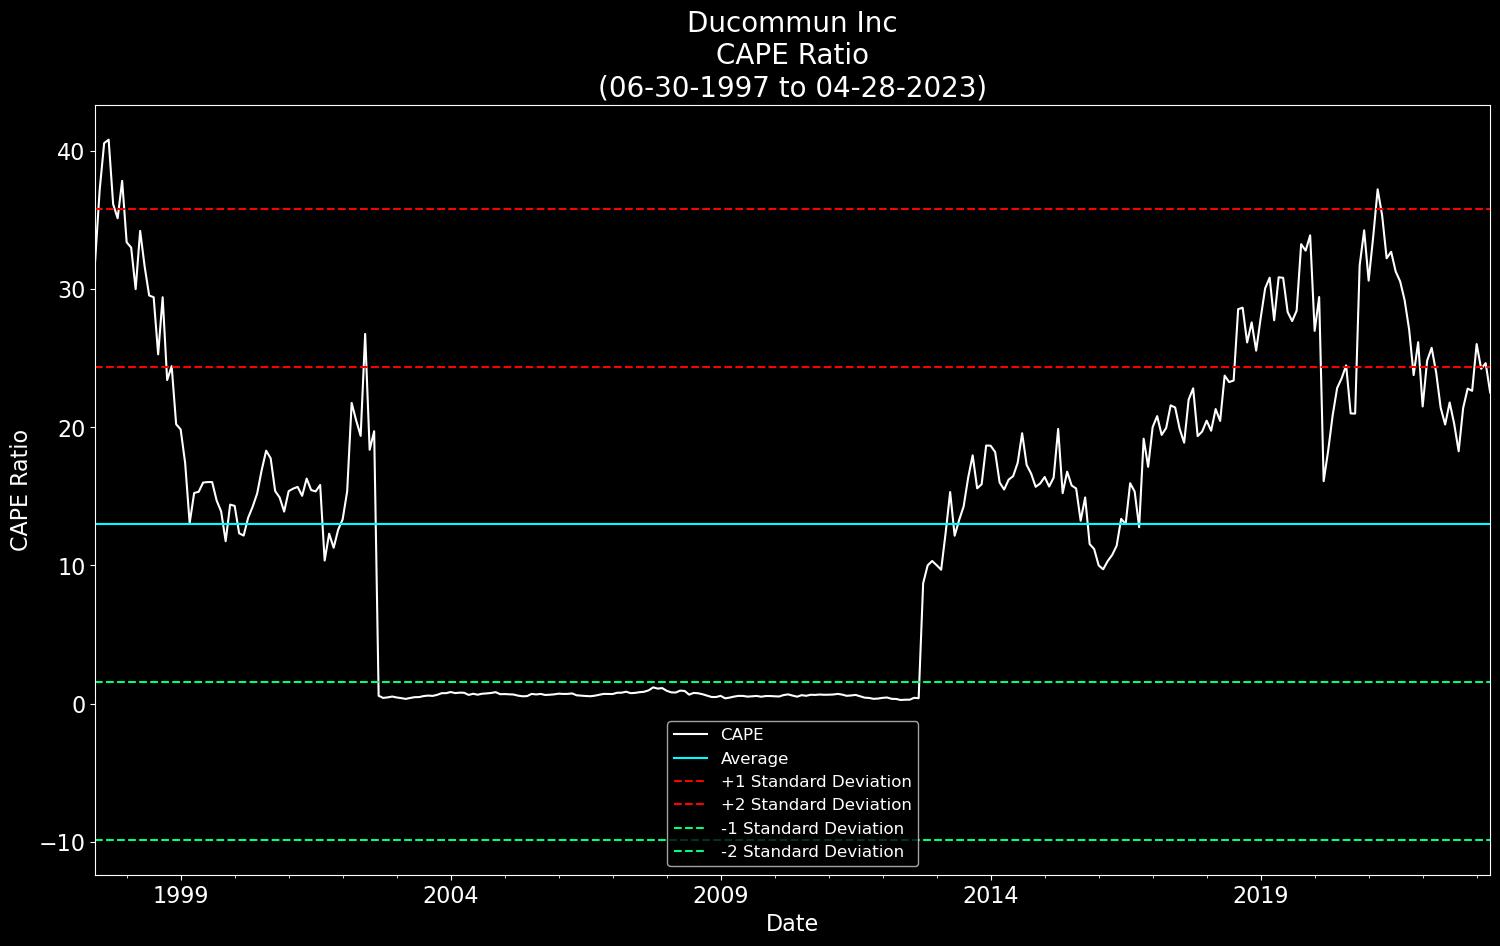 Ducommun Inc
CAPE Ratio
(06-30-1997 to 04-28-2023)
CAPE Ratio
40
30
20
10
0
−10
1999
2004
2009
2014
2019
Date
CAPE
Average
+1 Standard Deviation
+2 Standard Deviation
-1 Standard Deviation
-2 Standard Deviation